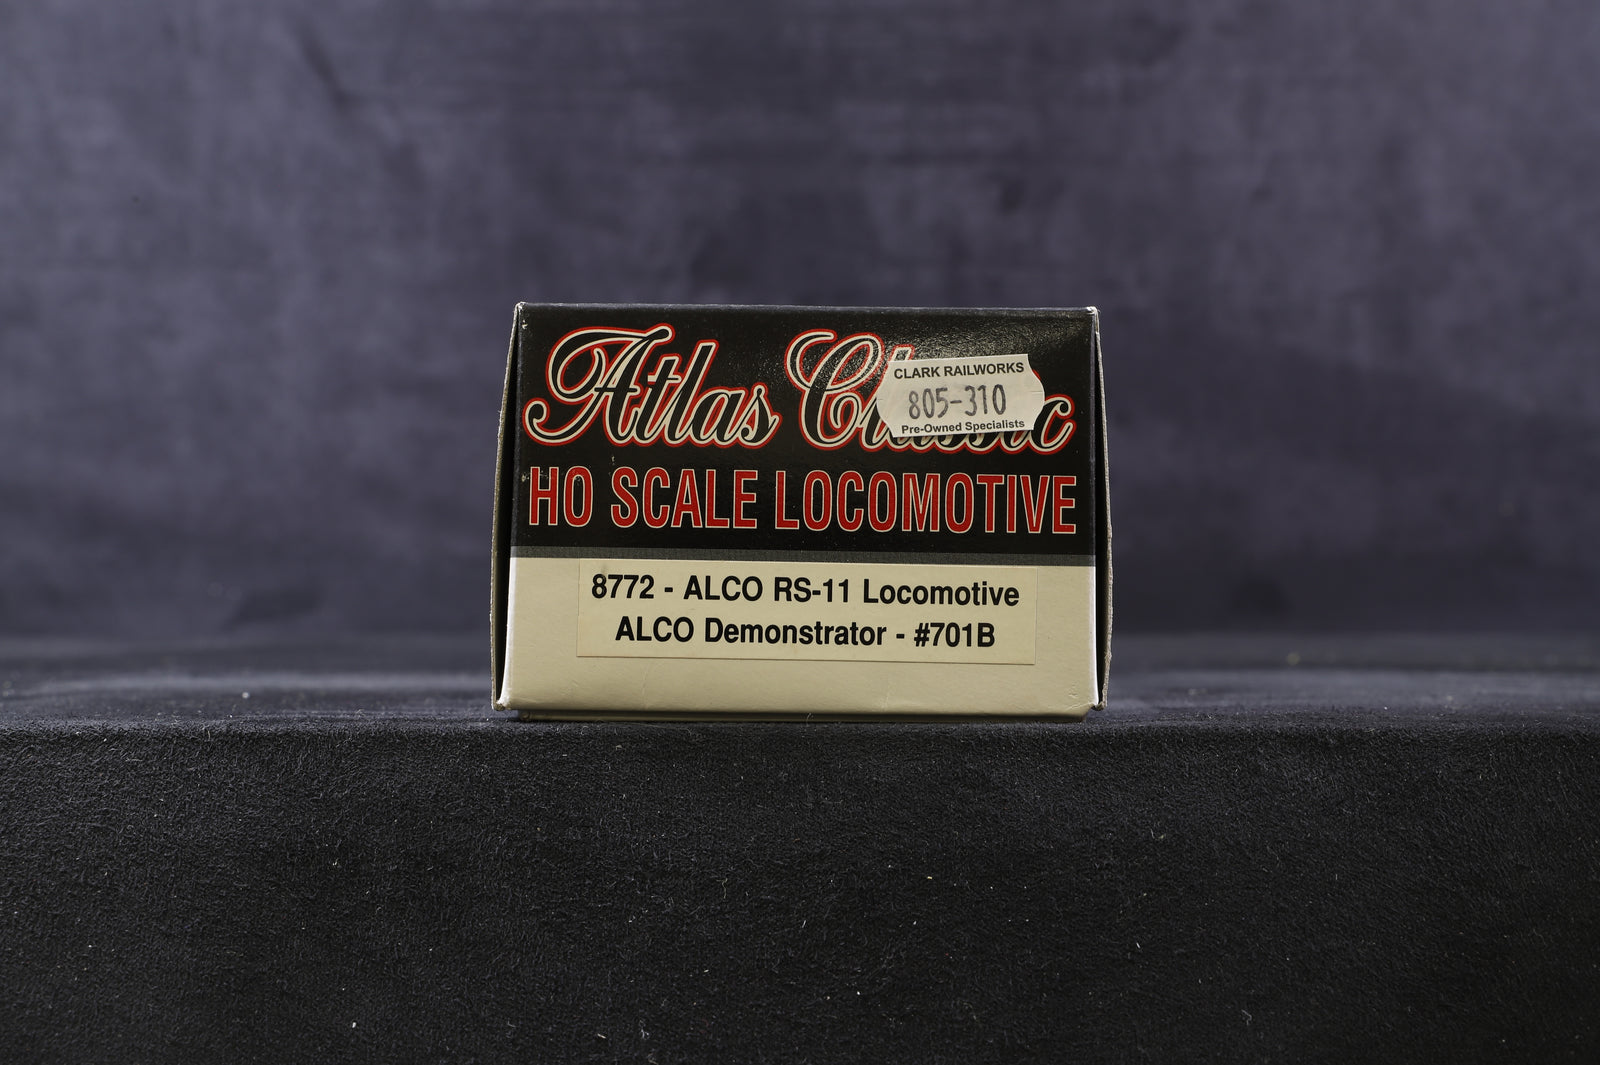 Atlas Classic
CLARK RAILWORKS
805-310
Pre-Owned Specialists
HO SCALE LOCOMOTIVE
8772 - ALCO RS-11 Locomotive
ALCO Demonstrator - #701B